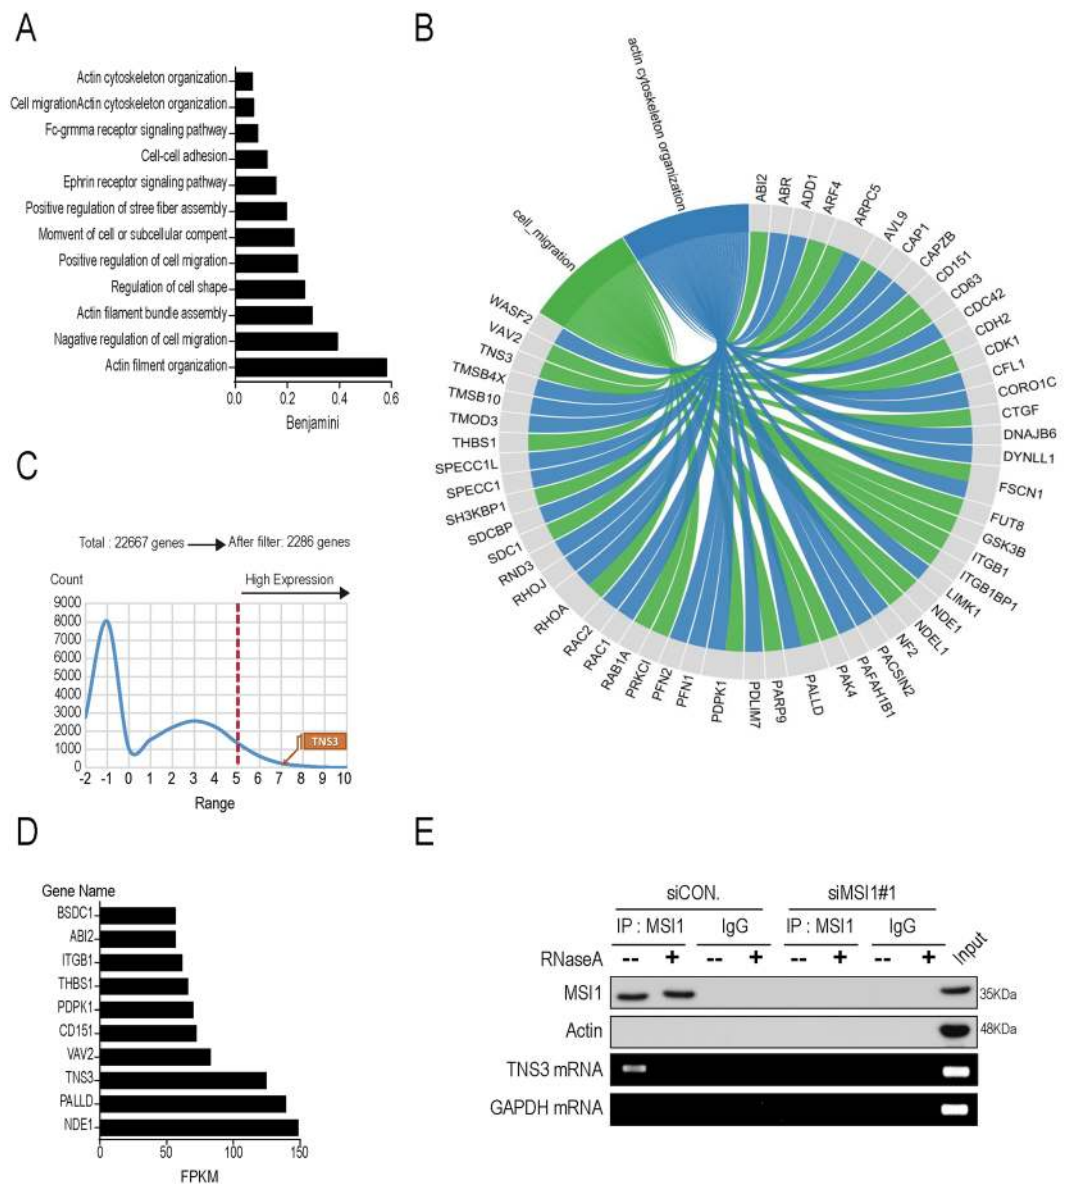 A
Actin cytoskeleton organization
Cell migrationActin cytoskeleton organization
Fc-grmma receptor signaling pathway
Cell-cell adhesion
Ephrin receptor signaling pathway
Positive regulation of stree fiber assembly
Momvent of cell or subcellular compent
Positive regulation of cell migration
Regulation of cell shape
Actin filament bundle assembly
Nagative regulation of cell migration
Actin filment organization
0.0 0.2 0.4 0.6
Benjamini
B
actin cytoskeleton organization
cell_migration
ABI2
ABR
ADD1
ARF4
ARPC5
AVL9
CAP1
CAPZB
CD151
CD63
CDC42
CDH2
CDK1
CFL1
CORO1C
CTGF
DNAJB6
DYNLL1
FSCN1
FUT8
GSK3B
ITGB1
ITGB1BP1
LIMK1
NDE1
NDEL1
NF2
PACSIN2
PAFAH1B1
PAK4
PALLD
PARP9
PDLIM7
PDPK1
PFN1
PFN2
PRKCI
RAB1A
RAC1
RAC2
RHOA
RHOJ
RND3
SDC1
SDCBP
SH3KBP1
SPECC1
SPECC1L
THBS1
TMOD3
TMSB10
TMSB4X
TNS3
VAV2
WASF2
C
Total : 22667 genes After filter: 2286 genes
Count
High Expression
9000
8000
7000
6000
5000
4000
3000
2000
1000
0
TNS3
-2 -1 0 1 2 3 4 5 6 7 8 9 10
Range
D
Gene Name
BSDC1
ABI2
ITGB1
THBS1
PDPK1
CD151
VAV2
TNS3
PALLD
NDE1
0 50 100 150
FPKM
E
siCON. siMSI1#1
IP : MSI1 IgG IP : MSI1 IgG Input
RNaseA -- + -- + -- + -- +
MSI1 35KDa
Actin 48KDa
TNS3 mRNA
GAPDH mRNA